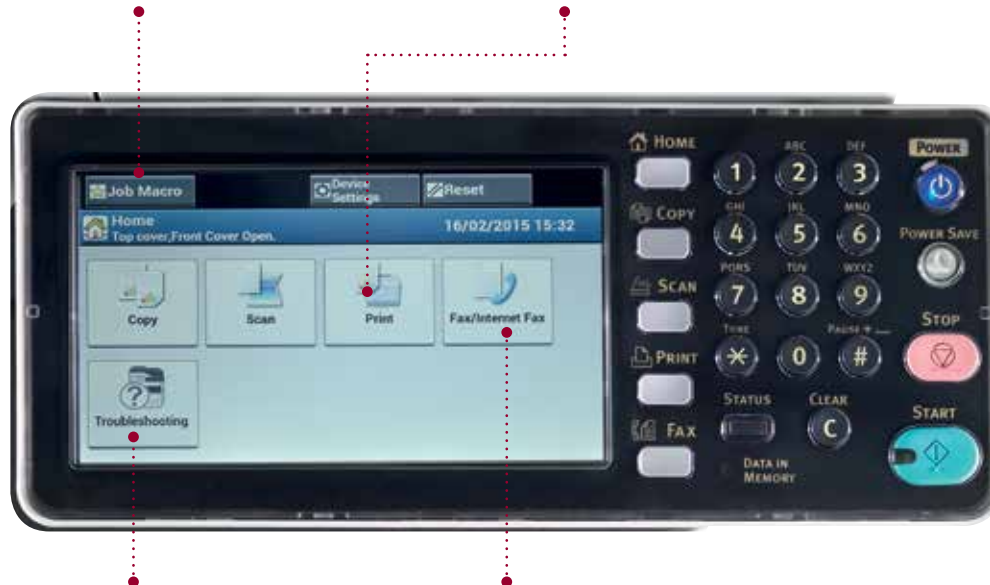 Job Macro
Device
Settings
Reset
Home
Top cover,Front Cover Open.
16/02/2015 15:32
Copy
Scan
Print
Fax/Internet Fax
Troubleshooting
HOME
COPY
SCAN
PRINT
FAX
1
ABC
2
DEF
3
GHI
4
JKL
5
MNO
6
PQRS
7
TUV
8
WXYZ
9
TONE
*
0
PAUSE + _
#
STATUS
CLEAR
C
DATA IN
MEMORY
POWER
POWER SAVE
STOP
START